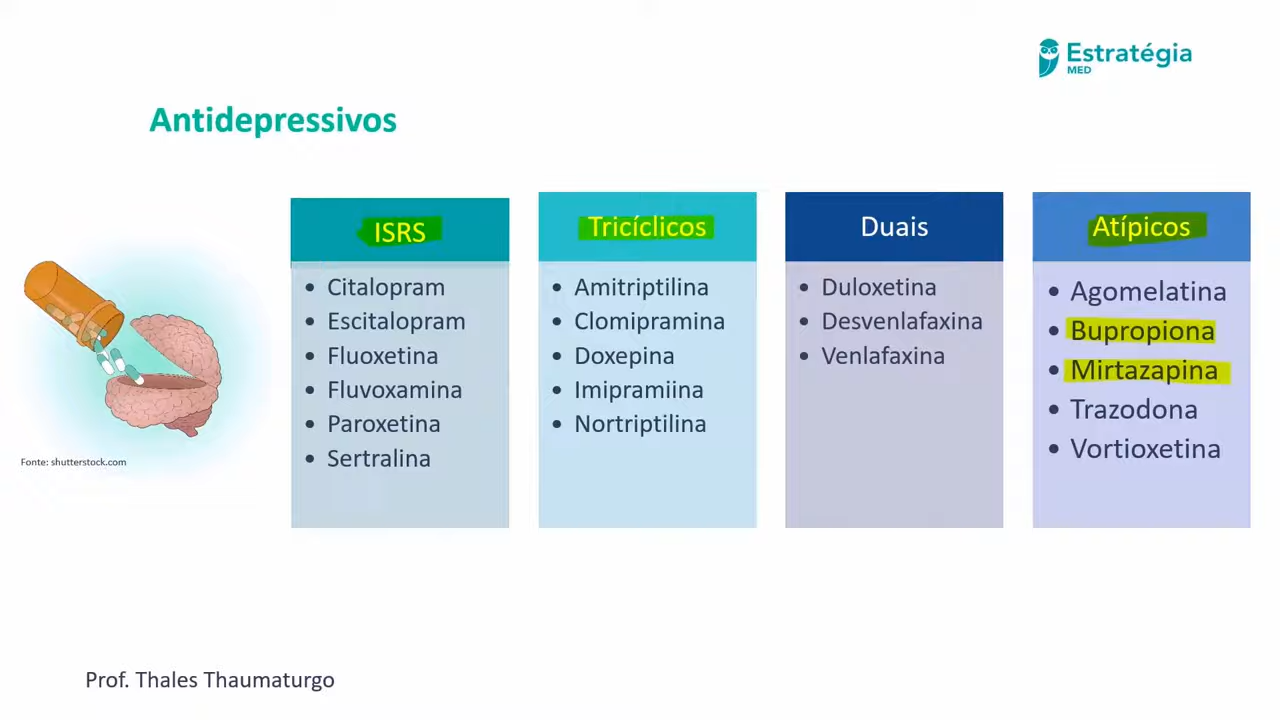 Estratégia
MED
Antidepressivos
ISRS
• Citalopram
• Escitalopram
• Fluoxetina
• Fluvoxamina
• Paroxetina
• Sertralina
Tricíclicos
• Amitriptilina
• Clomipramina
• Doxepina
• Imipramiina
• Nortriptilina
Duais
• Duloxetina
• Desvenlafaxina
• Venlafaxina
Atípicos
• Agomelatina
• Bupropiona
• Mirtazapina
• Trazodona
• Vortioxetina
Fonte: shutterstock.com
Prof. Thales Thaumaturgo